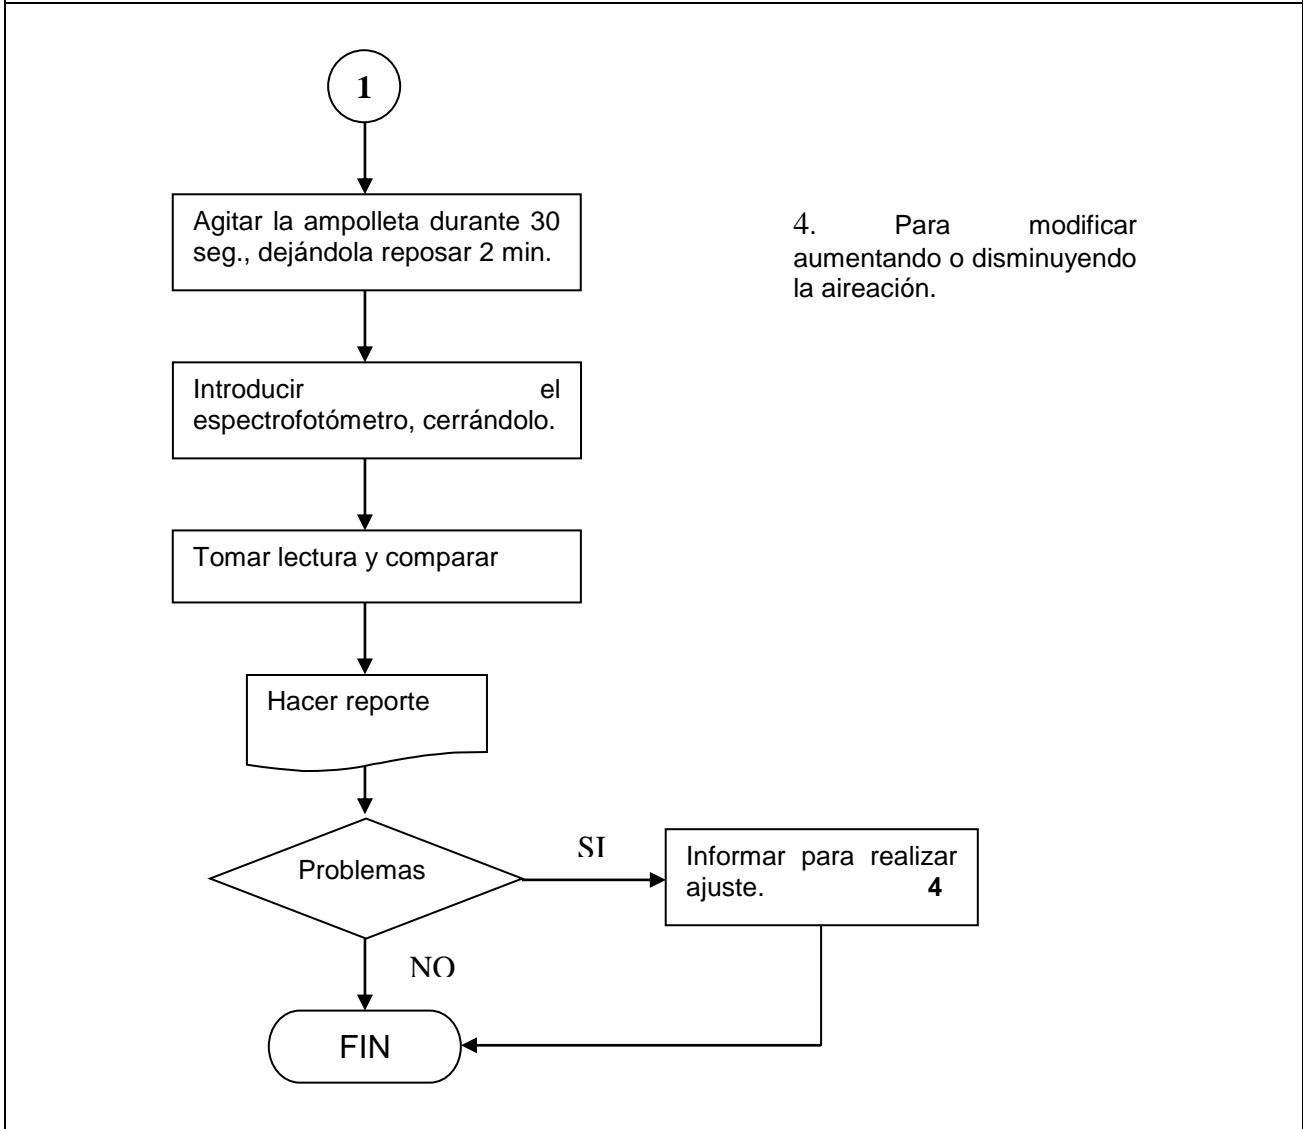 1
Agitar la ampolleta durante 30
seg., dejándola reposar 2 min.
4. Para modificar
aumentando o disminuyendo
la aireación.
Introducir el
espectrofotómetro, cerrándolo.
Tomar lectura y comparar
Hacer reporte
Problemas
SI
Informar para realizar
ajuste. 4
NO
FIN